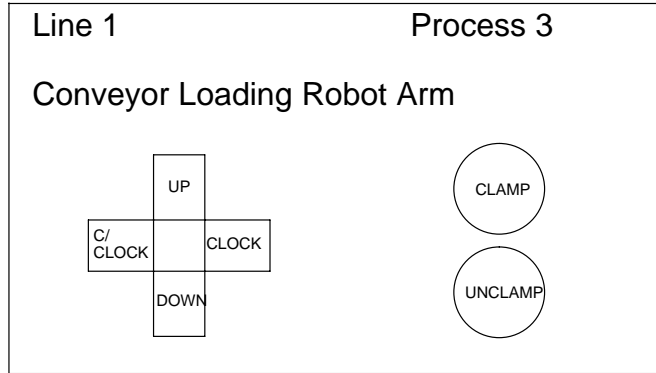 Line 1 Process 3
Conveyor Loading Robot Arm
UP
CLAMP
C/
CLOCK
CLOCK
DOWN
UNCLAMP